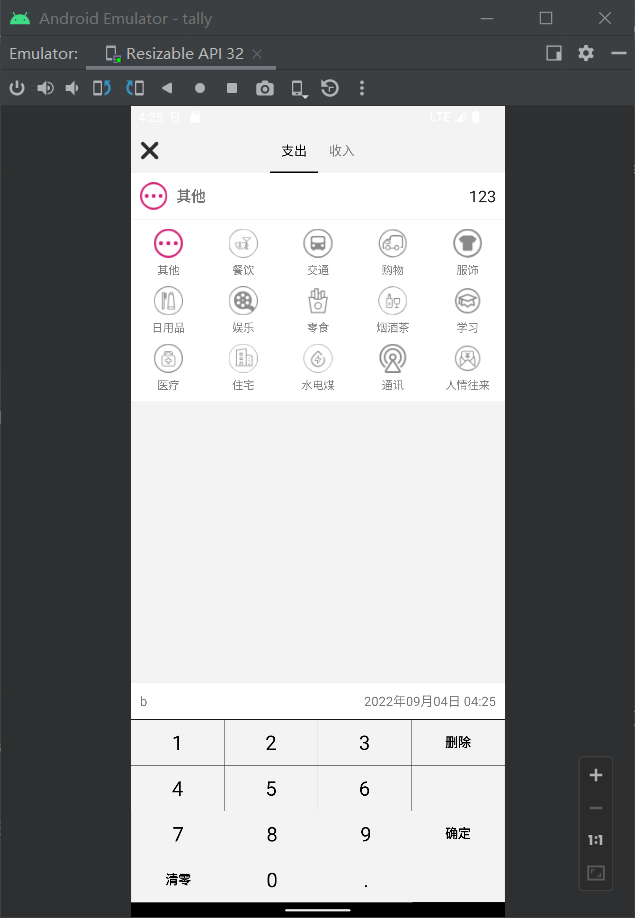 Android Emulator - tally
Emulator: Resizable API 32
4:25 LTE
支出 收入
其他 123
其他 餐饮 交通 购物 服饰
日用品 娱乐 零食 烟酒茶 学习
医疗 住宅 水电煤 通讯 人情往来
b 2022年09月04日 04:25
1 2 3 删除
4 5 6
7 8 9 确定
清零 0 .
1:1